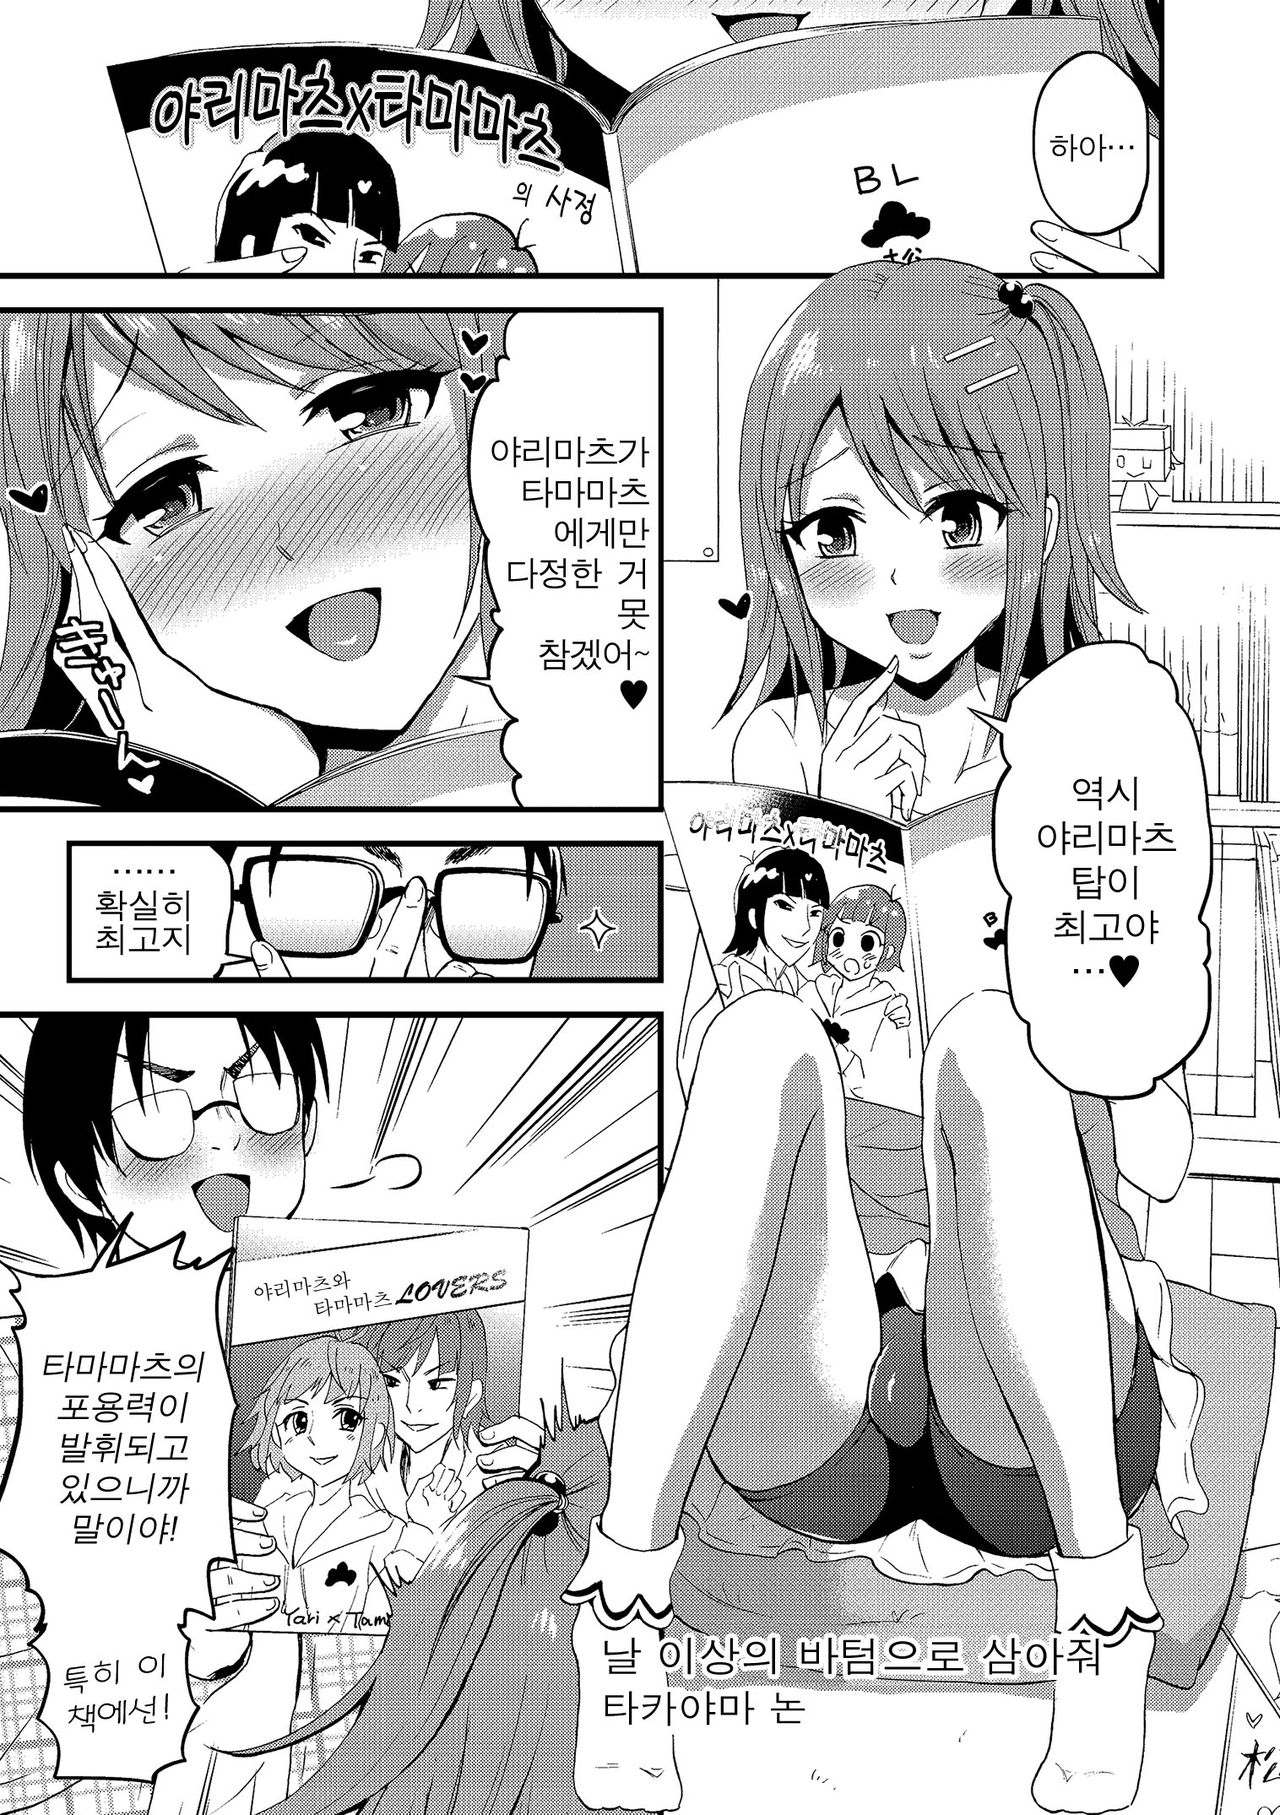 하아…
야리마츠x타마마츠
의 사정
BL
역시
야리마츠
탑이
최고야
…♥
야리마츠x타마마츠
B
야리마츠가
타마마츠
에게만
다정한 거
못
참겠어~
♥
キュ〜ん
……
확실히
최고지
야리마츠와
타마마츠 LOVERS
Yari x Tam
타마마츠의
포용력이
발휘되고
있으니까
말이야!
특히 이
책에선!
날 이상의 바텀으로 삼아줘
타카야마 논
松